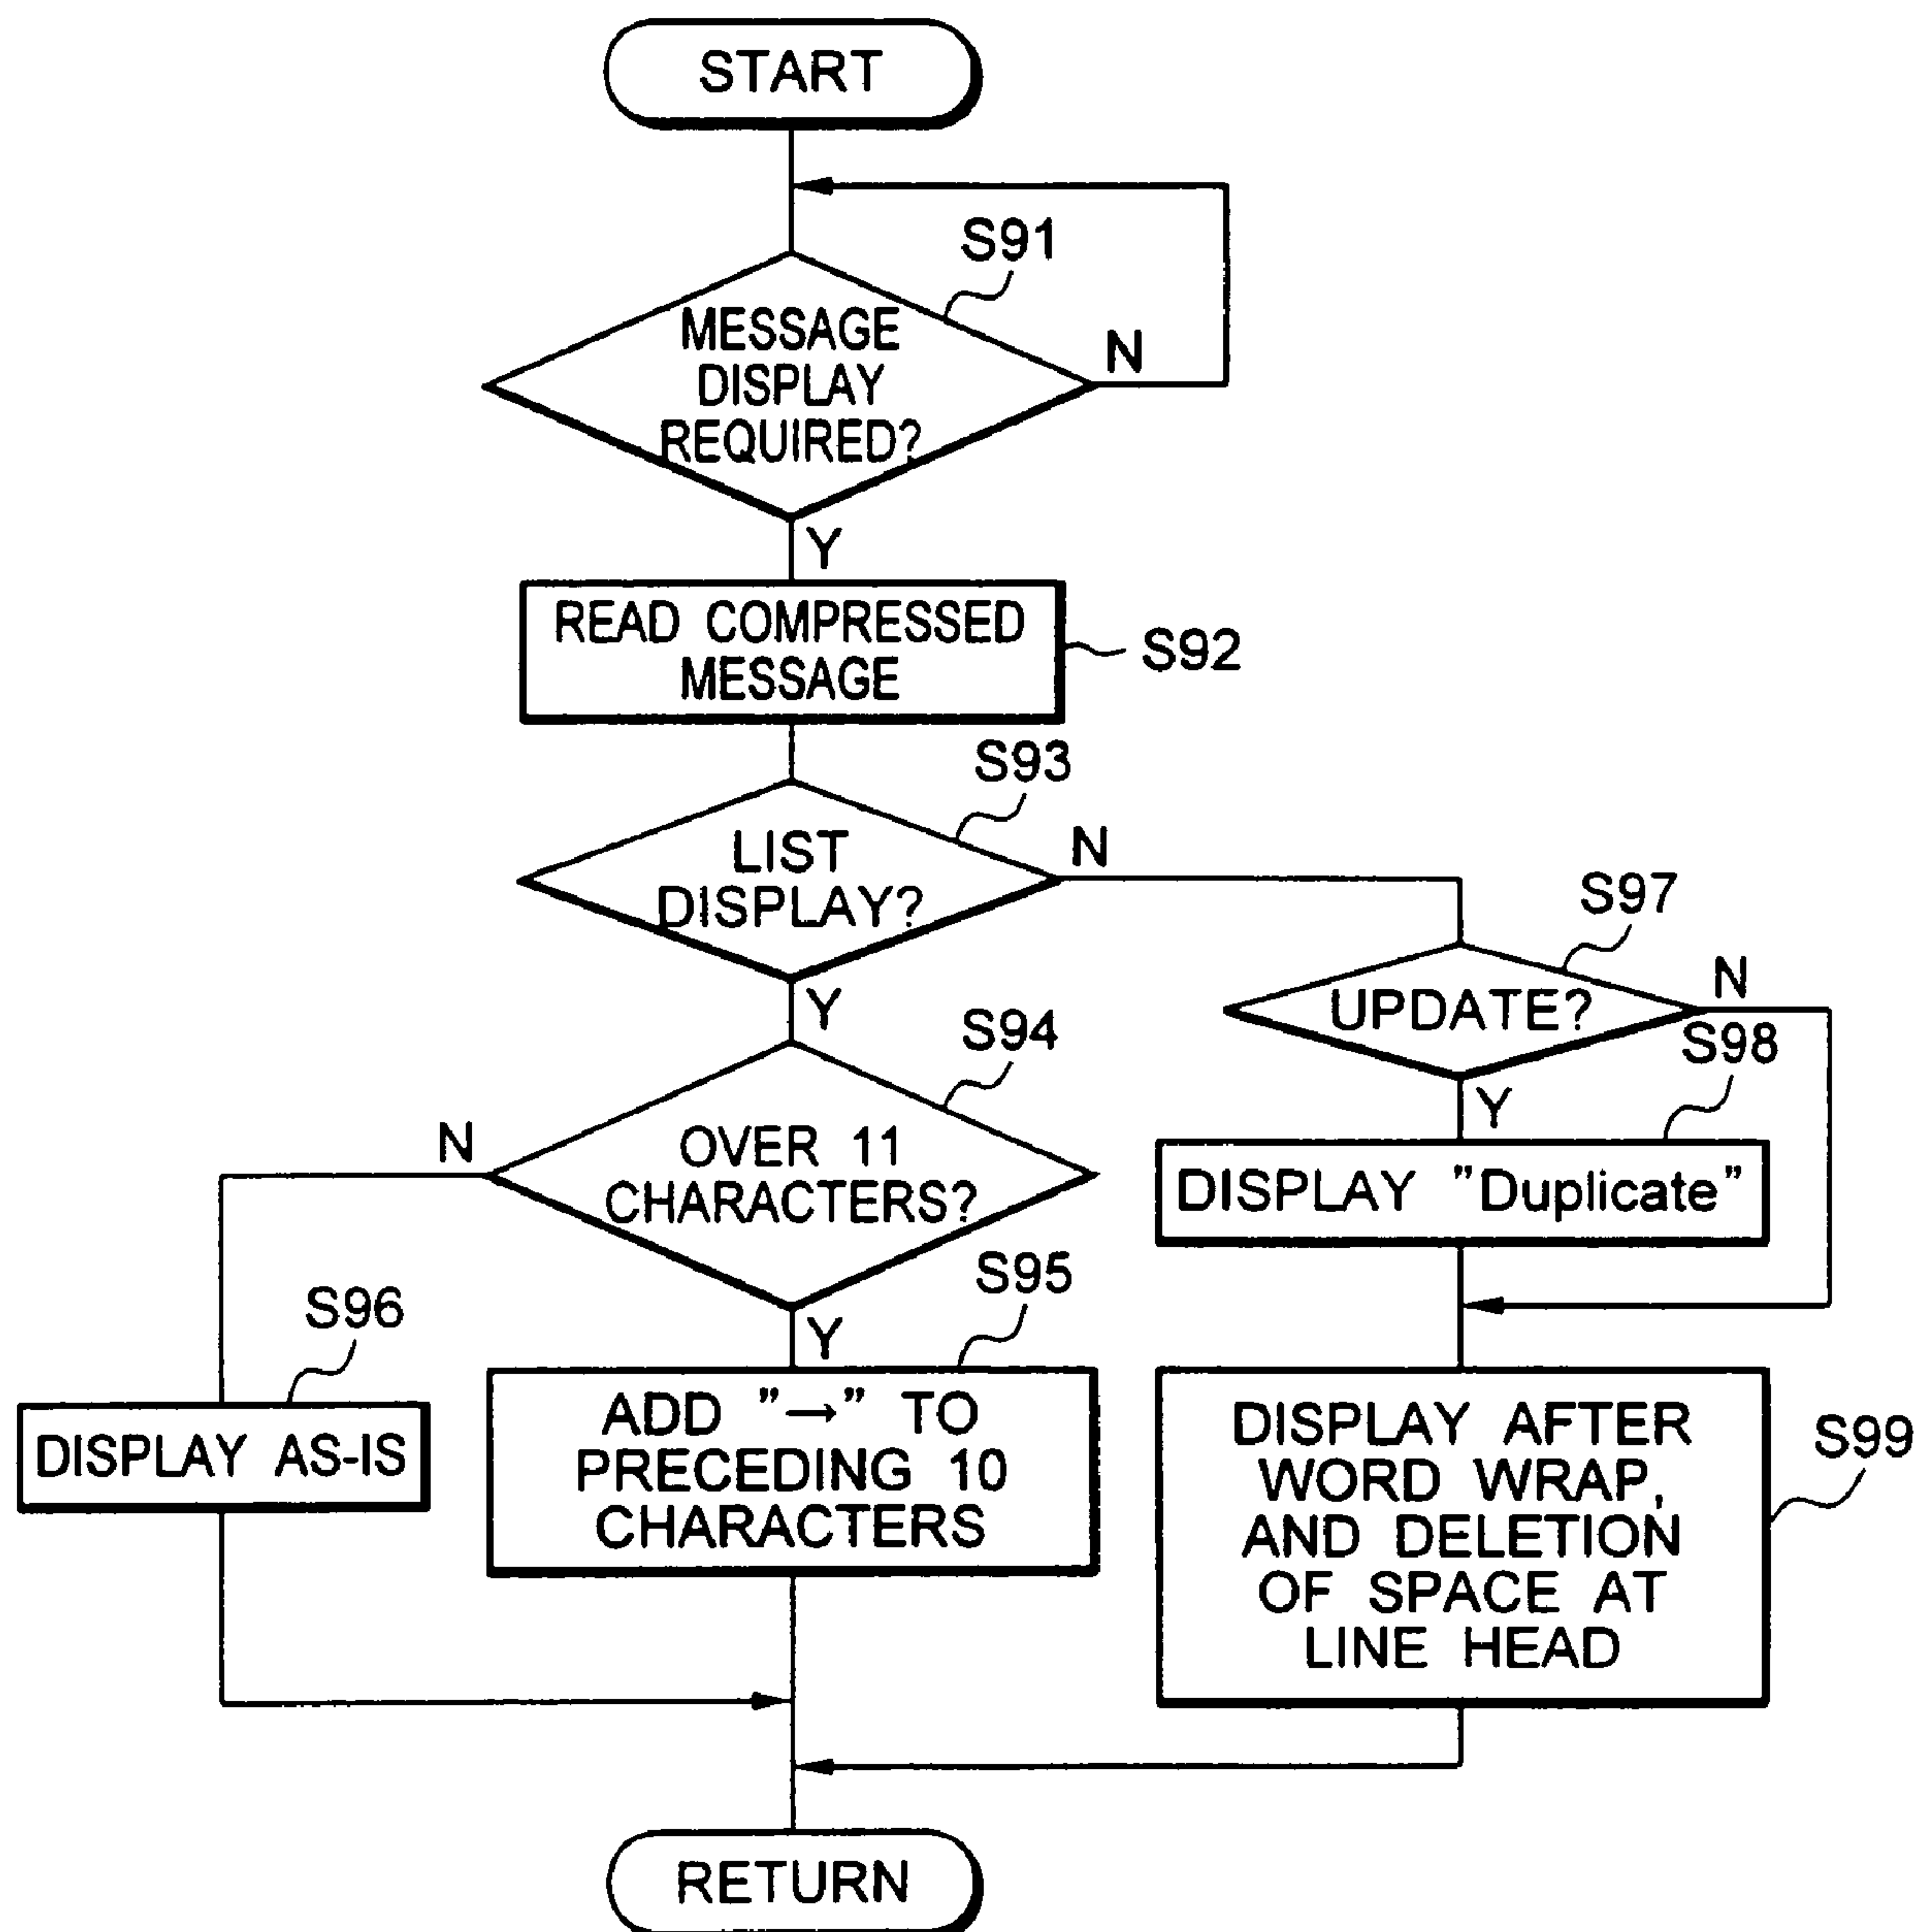 START
S91
MESSAGE
DISPLAY
REQUIRED?
N
Y
READ COMPRESSED
MESSAGE
S92
S93
LIST
DISPLAY?
N
Y
S97
UPDATE?
N
S98
Y
DISPLAY ”Duplicate”
S94
OVER 11
CHARACTERS?
N
Y
S96
DISPLAY AS-IS
S95
ADD ”→” TO
PRECEDING 10
CHARACTERS
DISPLAY AFTER
WORD WRAP,
AND DELETION
OF SPACE AT
LINE HEAD
S99
RETURN